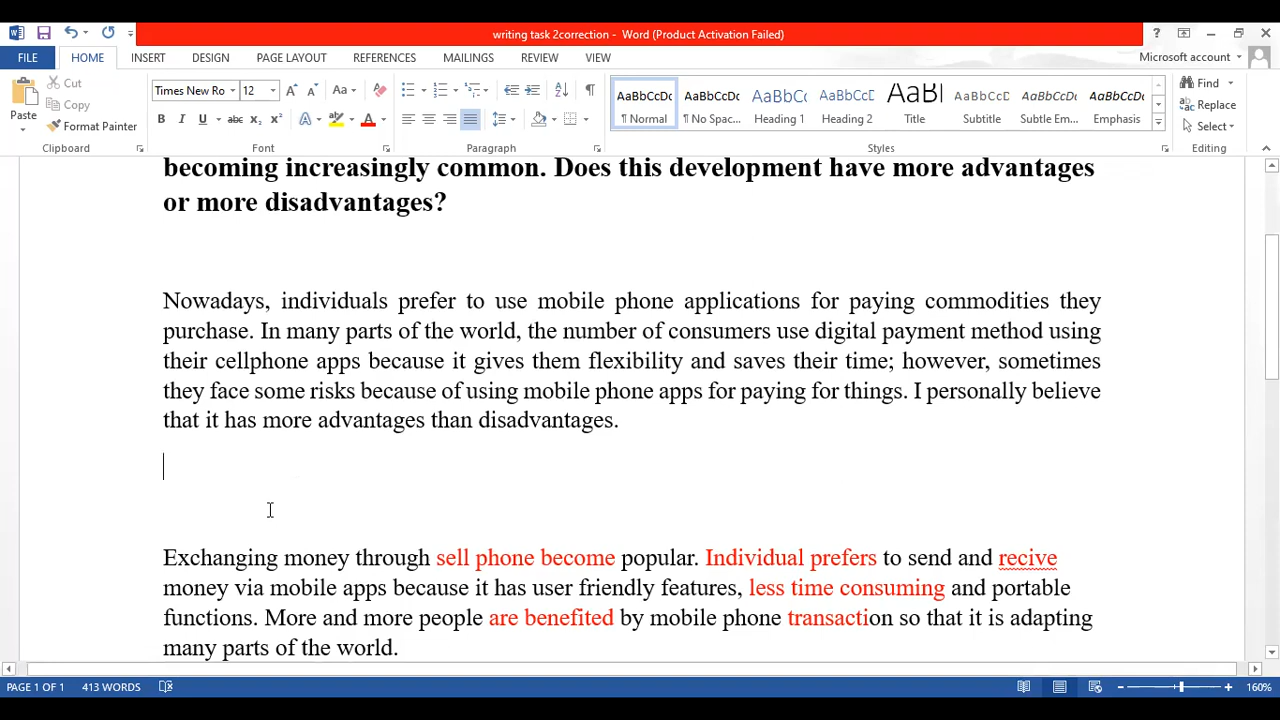 writing task 2correction - Word (Product Activation Failed)
FILE HOME INSERT DESIGN PAGE LAYOUT REFERENCES MAILINGS REVIEW VIEW Microsoft account
Paste Cut Copy Format Painter
Times New Ro 12
AaBbCcDc AaBbCcDc AaBbC AaBbCcD AaB AaBbCcD AaBbCcDc AaBbCcDc
¶ Normal ¶ No Spac... Heading 1 Heading 2 Title Subtitle Subtle Em... Emphasis
Find Replace Select
Clipboard Font Paragraph Styles Editing
becoming increasingly common. Does this development have more advantages
or more disadvantages?
Nowadays, individuals prefer to use mobile phone applications for paying commodities they
purchase. In many parts of the world, the number of consumers use digital payment method using
their cellphone apps because it gives them flexibility and saves their time; however, sometimes
they face some risks because of using mobile phone apps for paying for things. I personally believe
that it has more advantages than disadvantages.
Exchanging money through sell phone become popular. Individual prefers to send and recive
money via mobile apps because it has user friendly features, less time consuming and portable
functions. More and more people are benefited by mobile phone transaction so that it is adapting
many parts of the world.
PAGE 1 OF 1 413 WORDS 160%